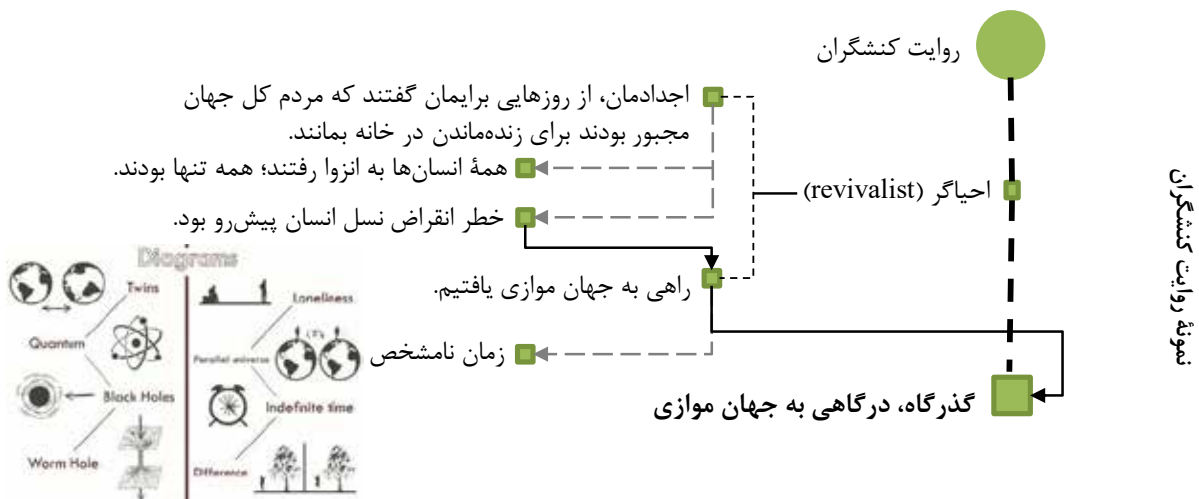 روایت کنشگران
اجدادمان، از روزهایی برایمان گفتند که مردم کل جهان
مجبور بودند برای زنده‌ماندن در خانه بمانند.
همهٔ انسان‌ها به انزوا رفتند؛ همه تنها بودند.
احیاگر (revivalist)
خطر انقراض نسل انسان پیش‌رو بود.
راهی به جهان موازی یافتیم.
زمان نامشخص
گذرگاه، درگاهی به جهان موازی
نمونهٔ روایت کنشگران
Diagrams
Twins
Quantum
Black Holes
Worm Hole
Loneliness
Parallel universe
Indefinite time
Difference